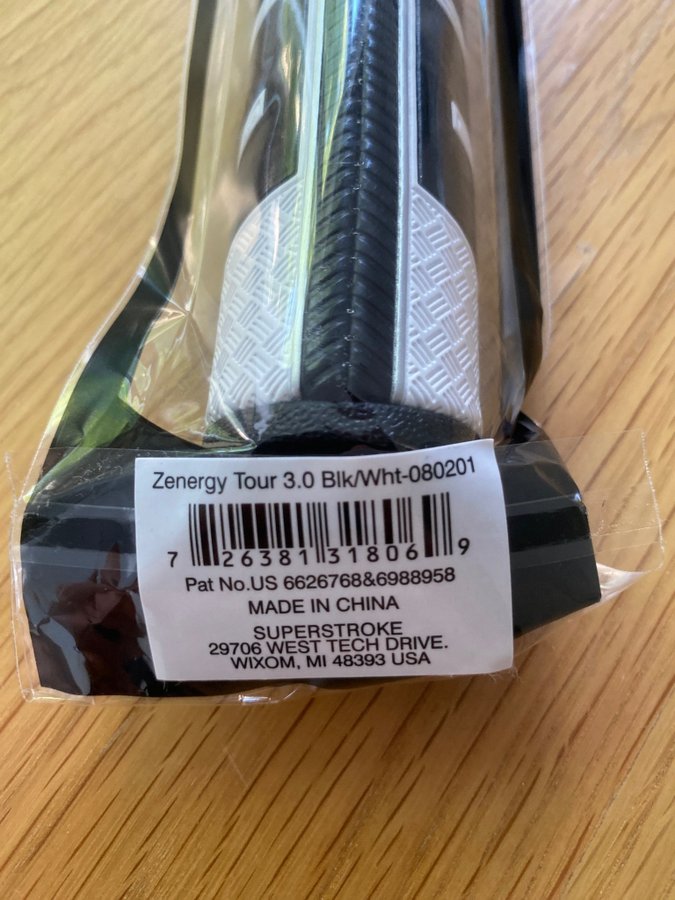 Zenergy Tour 3.0 Blk/Wht-080201
7 26381 31806 9
Pat No.US 6626768&6988958
MADE IN CHINA
SUPERSTROKE
29706 WEST TECH DRIVE.
WIXOM, MI 48393 USA